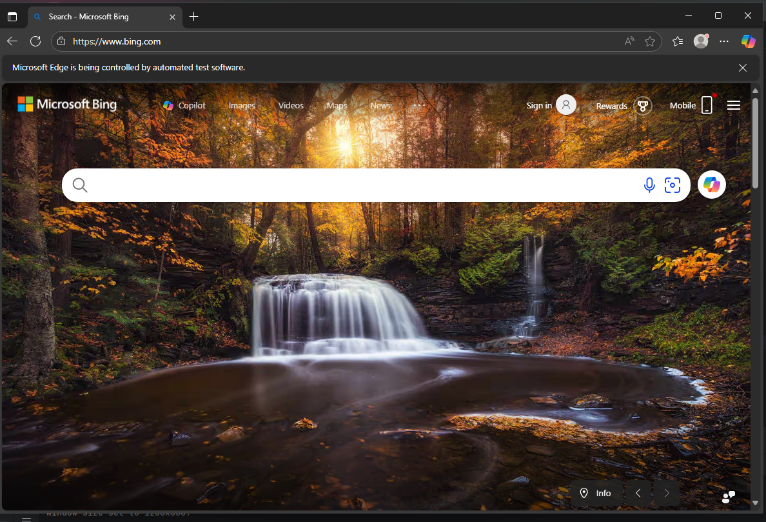 Search - Microsoft Bing
https://www.bing.com
Microsoft Edge is being controlled by automated test software.
Microsoft Bing
Copilot
Images
Videos
Maps
News
Sign in
Rewards
Mobile
Info